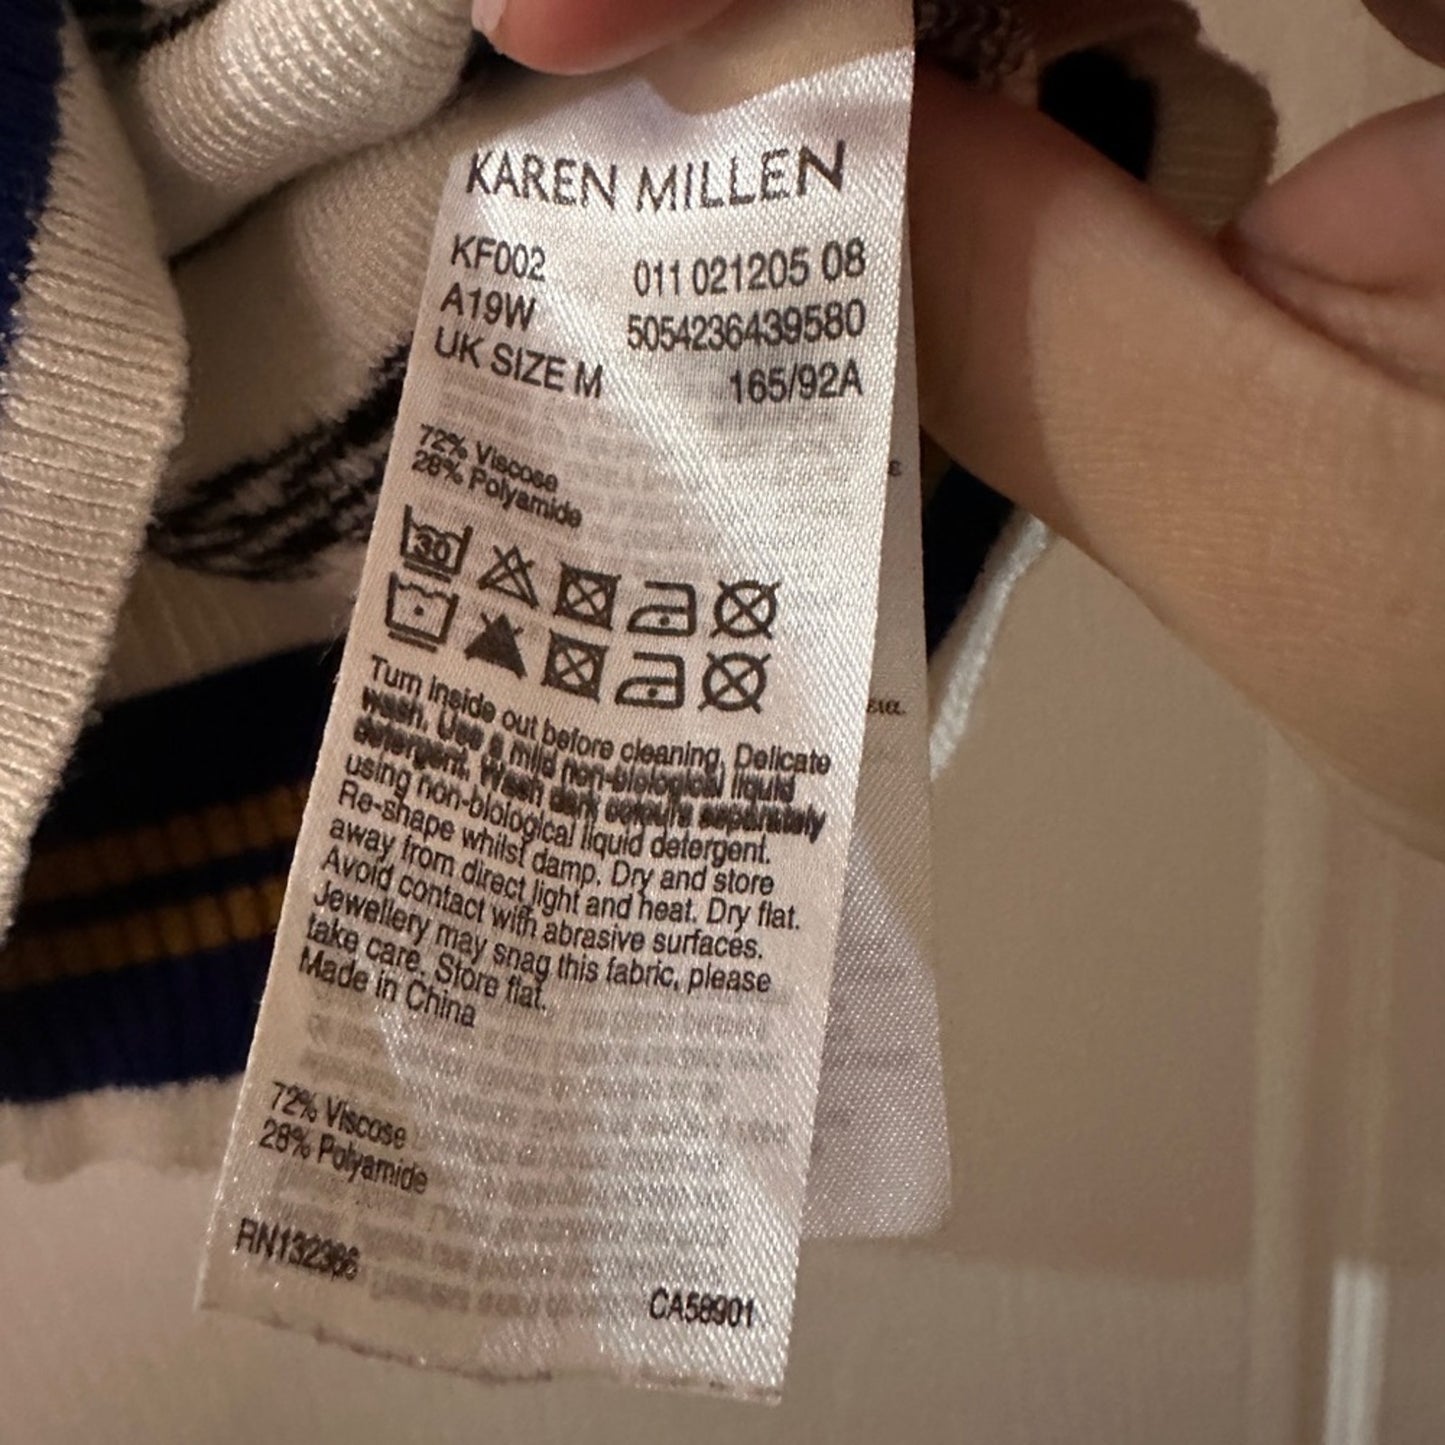 KAREN MILLEN
KF002 011 021205 08
A19W 5054236439580
UK SIZE M 165/92A
72% Viscose
28% Polyamide
30
Turn inside out before cleaning. Delicate
wash. Use a mild non-biological liquid
detergent. Wash dark colours separately
using non-biological liquid detergent.
Re-shape whilst damp. Dry and store
away from direct light and heat. Dry flat.
Avoid contact with abrasive surfaces.
Jewellery may snag this fabric, please
take care. Store flat.
Made in China
72% Viscose
28% Polyamide
RN132366
CA58901